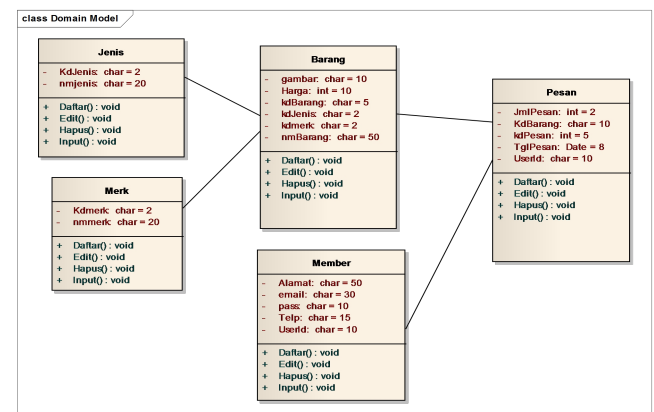 class Domain Model
Jenis
- KdJenis: char = 2
- nmjenis: char = 20
+ Daftar() : void
+ Edit() : void
+ Hapus() : void
+ Input() : void
Merk
- Kdmerk: char = 2
- nmmerk: char = 20
+ Daftar() : void
+ Edit() : void
+ Hapus() : void
+ Input() : void
Barang
- gambar: char = 10
- Harga: int = 10
- kdBarang: char = 5
- kdJenis: char = 2
- kdmerk: char = 2
- nmBarang: char = 50
+ Daftar() : void
+ Edit() : void
+ Hapus() : void
+ Input() : void
Member
- Alamat: char = 50
- email: char = 30
- pass: char = 10
- Telp: char = 15
- UserId: char = 10
+ Daftar() : void
+ Edit() : void
+ Hapus() : void
+ Input() : void
Pesan
- JmlPesan: int = 2
- KdBarang: char = 10
- kdPesan: int = 5
- TglPesan: Date = 8
- UserId: char = 10
+ Daftar() : void
+ Edit() : void
+ Hapus() : void
+ Input() : void